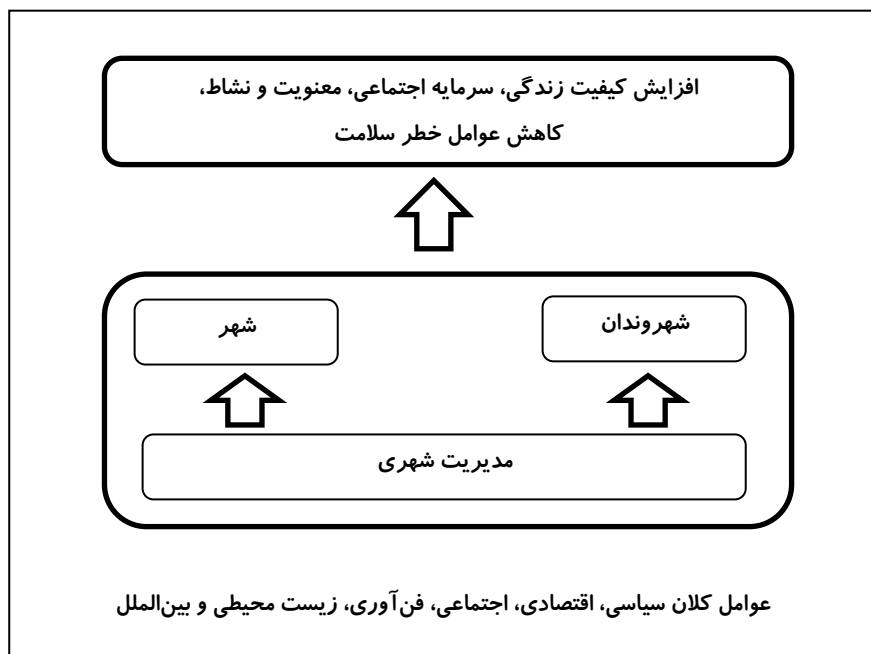 افزایش کیفیت زندگی، سرمایه اجتماعی، معنویت و نشاط،
کاهش عوامل خطر سلامت
شهروندان
شهر
مدیریت شهری
عوامل کلان سیاسی، اقتصادی، اجتماعی، فن‌آوری، زیست محیطی و بین‌الملل